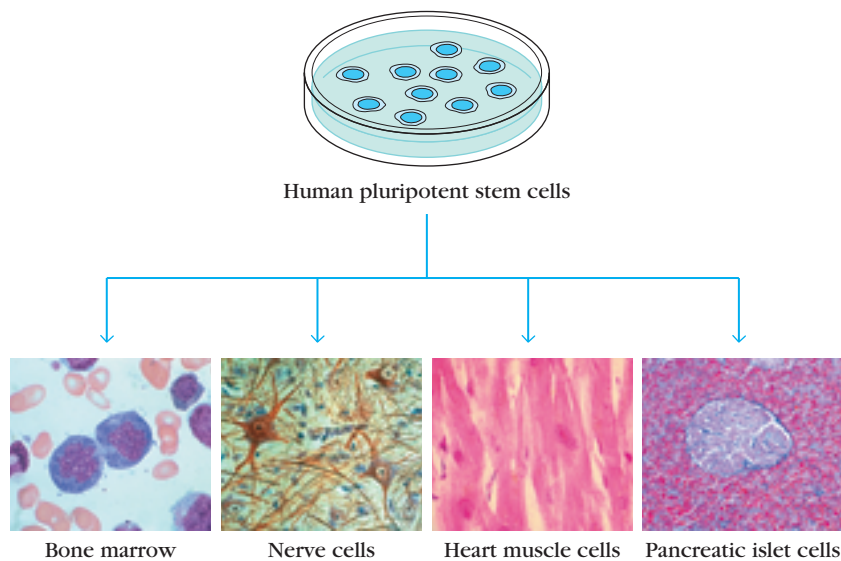 Human pluripotent stem cells
Bone marrow
Nerve cells
Heart muscle cells
Pancreatic islet cells